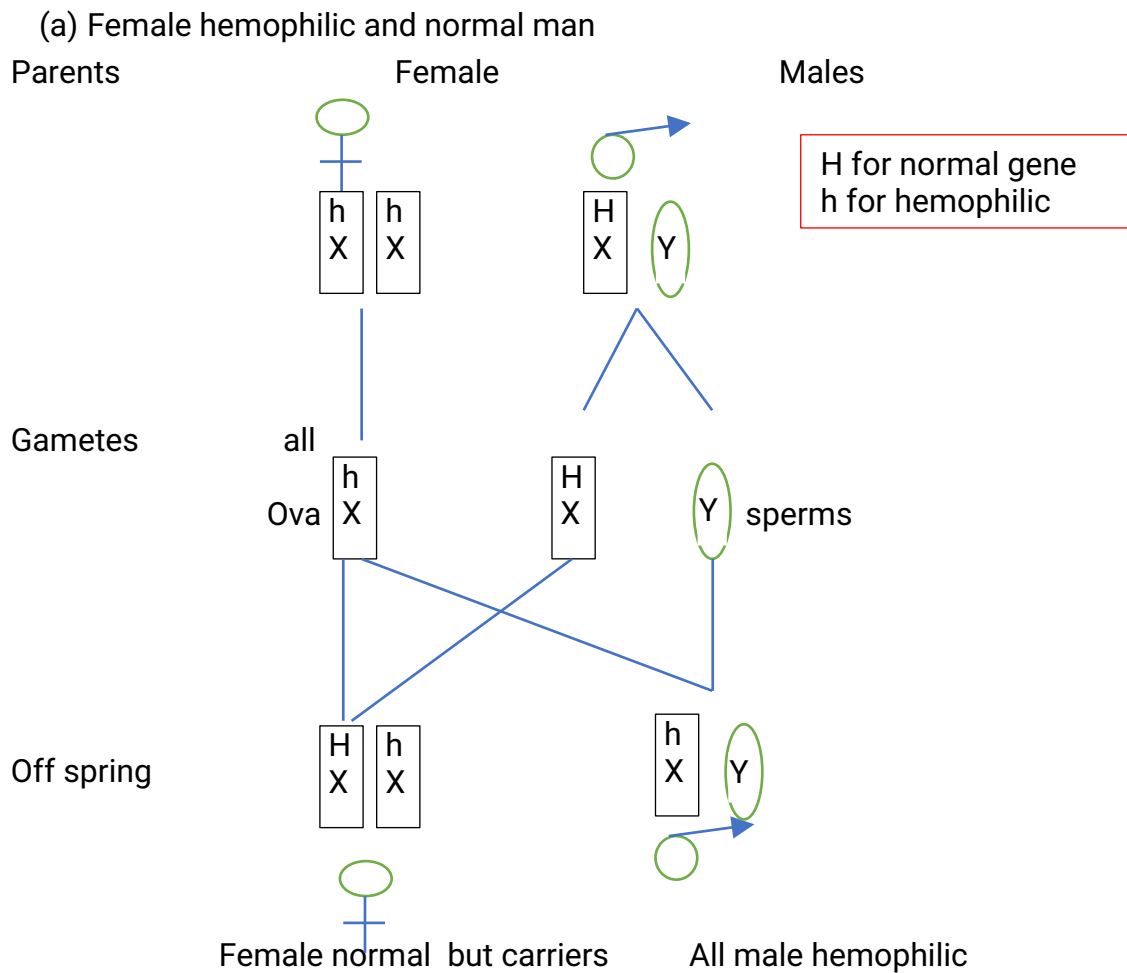 (a) Female hemophilic and normal man
Parents Female Males
H for normal gene
h for hemophilic
h h H
X X X Y
Gametes all
h H
Ova X X Y sperms
H h h
Off spring X X X Y
Female normal but carriers All male hemophilic